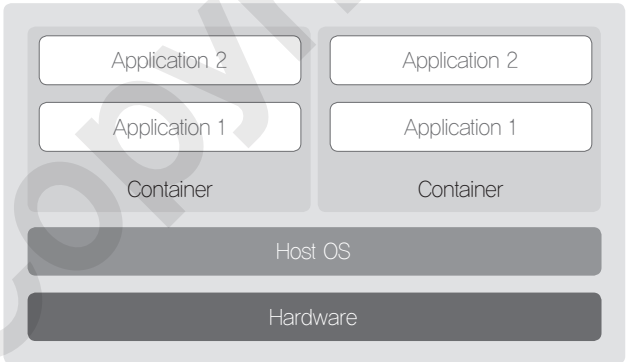 Application 2
Application 1
Container
Application 2
Application 1
Container
Host OS
Hardware